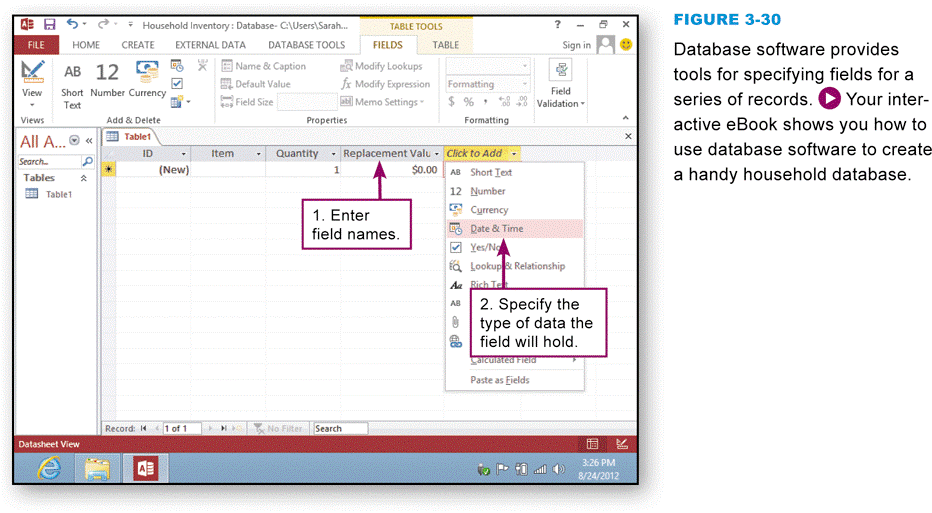 Household Inventory : Database- C:\Users\Sarah...
TABLE TOOLS
?
FILE
HOME
CREATE
EXTERNAL DATA
DATABASE TOOLS
FIELDS
TABLE
Sign in
View
AB
Short
Text
12
Number
Currency
Name & Caption
Default Value
Field Size
Modify Lookups
fx Modify Expression
ab Memo Settings
Formatting
$ % ,
Field
Validation
Views
Add & Delete
Properties
Formatting
All A...
Search...
Tables
Table1
Table1
ID
Item
Quantity
Replacement Valu
Click to Add
(New)
1
$0.00
AB Short Text
12 Number
Currency
Date & Time
Yes/No
Lookup & Relationship
Aa Rich Text
AB
Calculated Field
Paste as Fields
1. Enter
field names.
2. Specify the
type of data the
field will hold.
Record:
1 of 1
No Filter
Search
Datasheet View
3:26 PM
8/24/2012
FIGURE 3-30
Database software provides
tools for specifying fields for a
series of records. Your inter-
active eBook shows you how to
use database software to create
a handy household database.